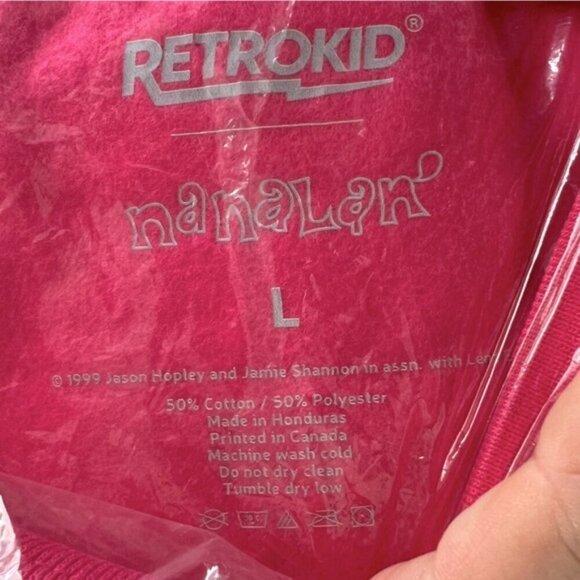 RETROKID®
nanaLan'
L
© 1999 Jason Hopley and Jamie Shannon in assn. with
50% Cotton / 50% Polyester
Made in Honduras
Printed in Canada
Machine wash cold
Do not dry clean
Tumble dry low